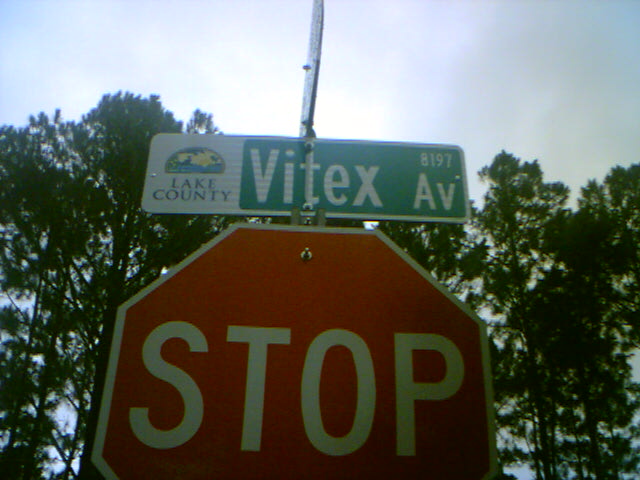 LAKE
COUNTY
Vitex
8197
AV
STOP